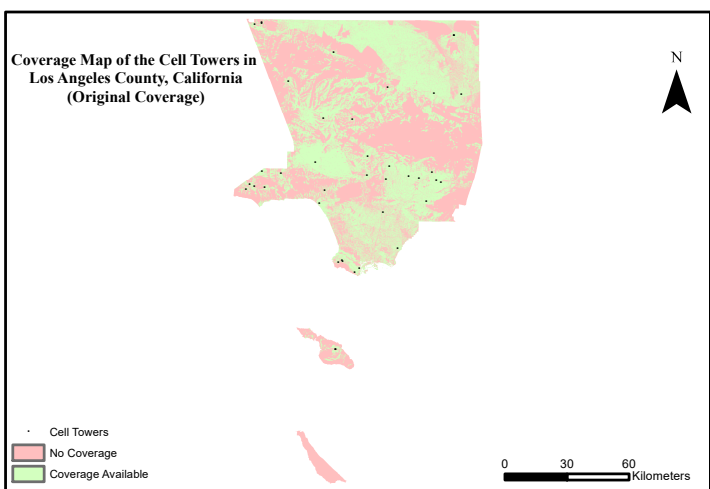 Coverage Map of the Cell Towers in
Los Angeles County, California
(Original Coverage)
N
Cell Towers
No Coverage
Coverage Available
0 30 60
Kilometers